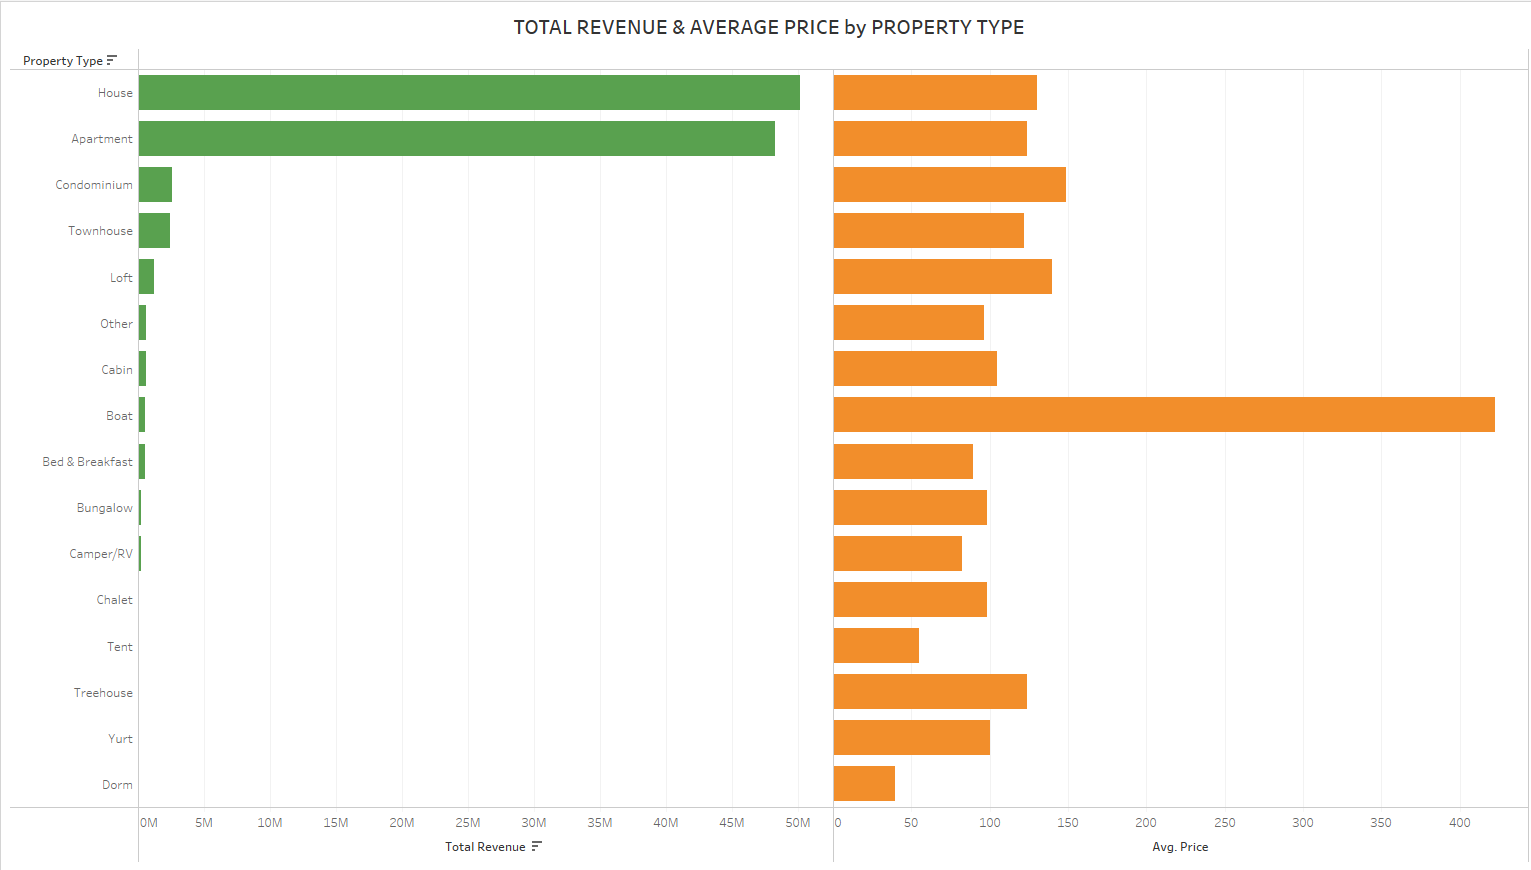 TOTAL REVENUE & AVERAGE PRICE by PROPERTY TYPE
Property Type
House
Apartment
Condominium
Townhouse
Loft
Other
Cabin
Boat
Bed & Breakfast
Bungalow
Camper/RV
Chalet
Tent
Treehouse
Yurt
Dorm
0M 5M 10M 15M 20M 25M 30M 35M 40M 45M 50M
Total Revenue
0 50 100 150 200 250 300 350 400
Avg. Price